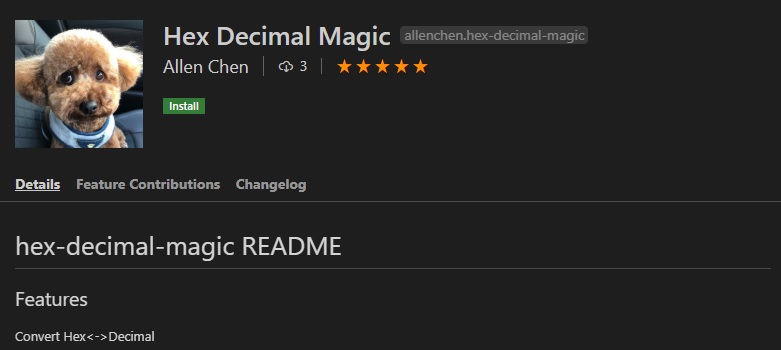 Hex Decimal Magic allenchen.hex-decimal-magic
Allen Chen 3
Install
Details Feature Contributions Changelog
hex-decimal-magic README
Features
Convert Hex<->Decimal